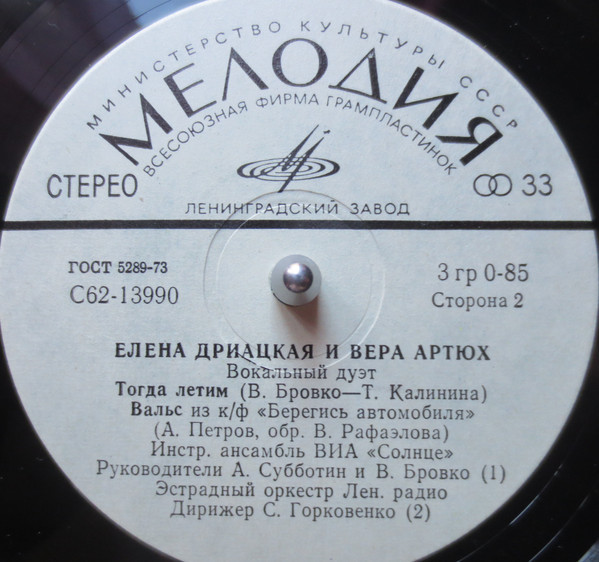 МИНИСТЕРСТВО КУЛЬТУРЫ СССР
МЕЛОДИЯ
ВСЕСОЮЗНАЯ ФИРМА ГРАМПЛАСТИНОК
СТЕРЕО
33
ЛЕНИНГРАДСКИЙ ЗАВОД
ГОСТ 5289-73
3 гр 0-85
С62-13990
Сторона 2
ЕЛЕНА ДРИАЦКАЯ И ВЕРА АРТЮХ
Вокальный дуэт
Тогда летим (В. Бровко—Т. Калинина)
Вальс из к/ф «Берегись автомобиля»
(А. Петров, обр. В. Рафаэлова)
Инстр. ансамбль ВИА «Солнце»
Руководители А. Субботин и В. Бровко (1)
Эстрадный оркестр Лен. радио
Дирижер С. Горковенко (2)